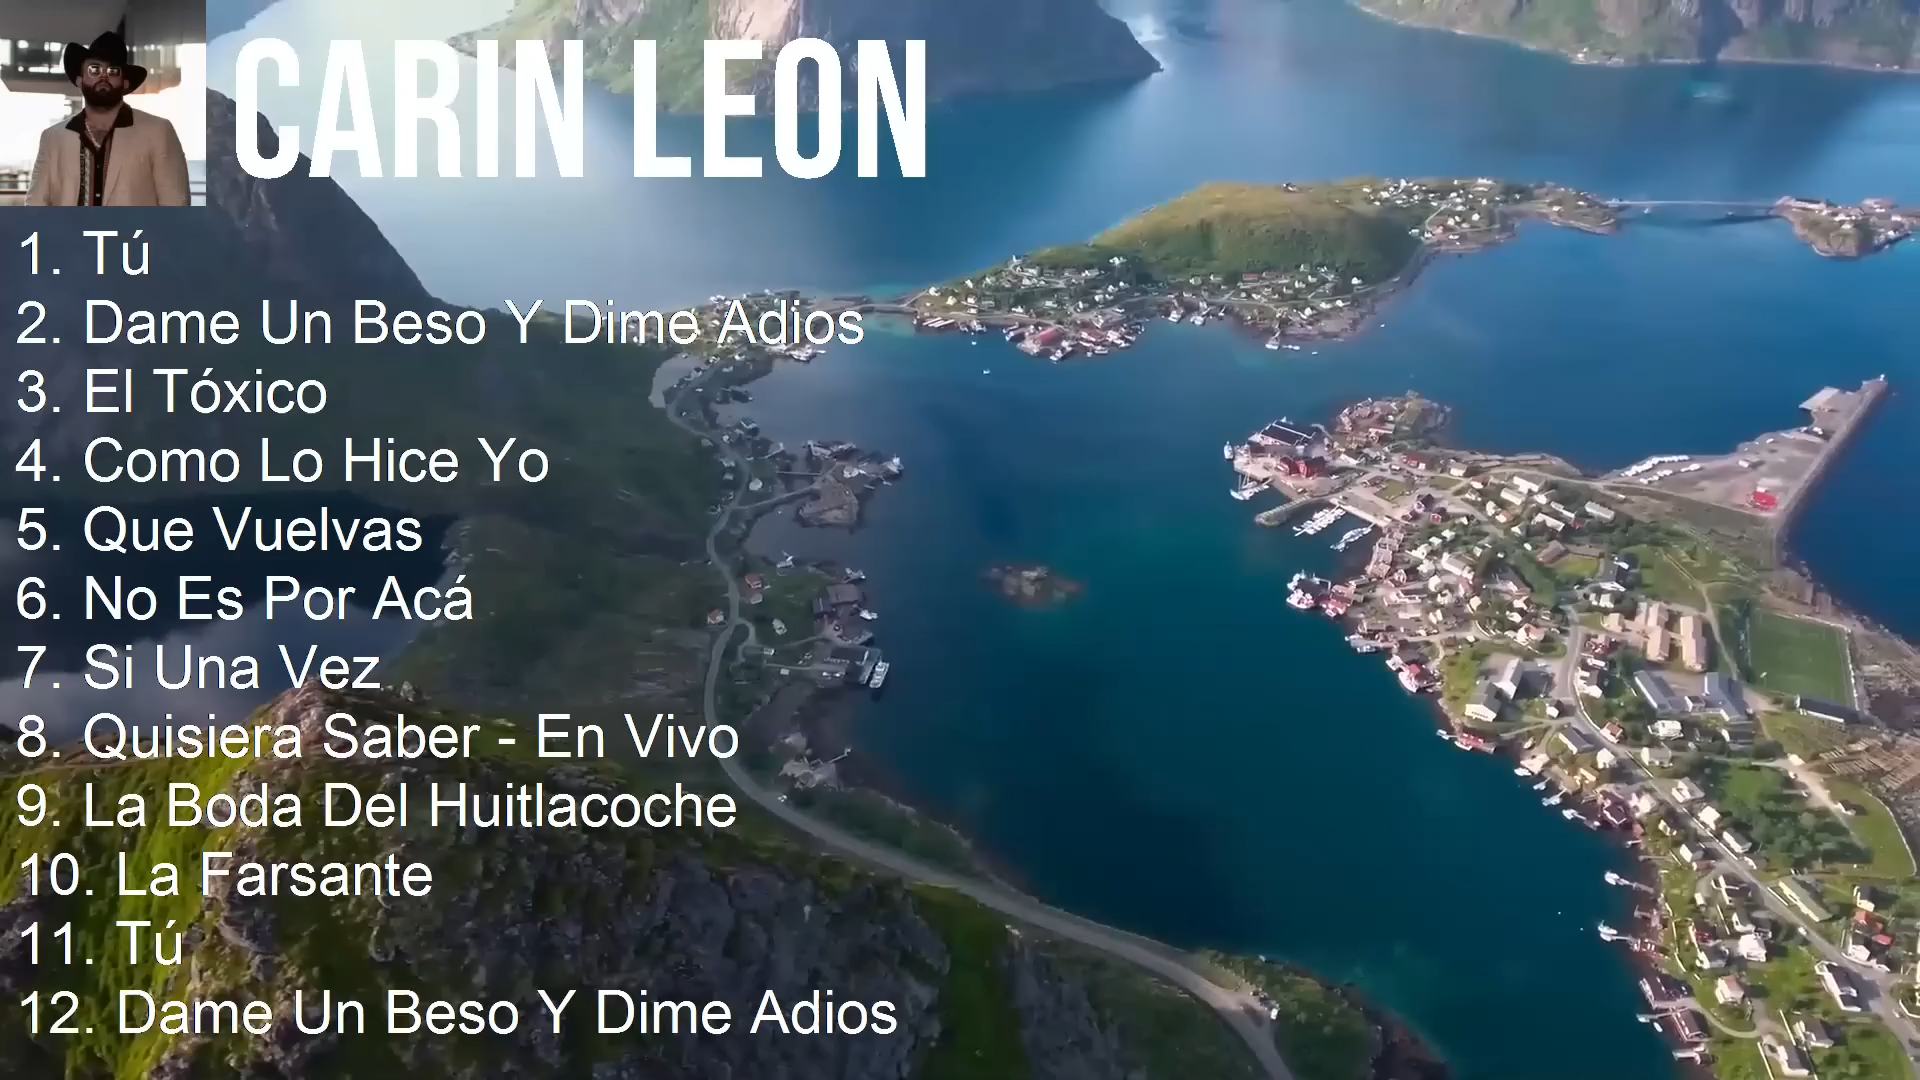 CARIN LEON
1. Tú
2. Dame Un Beso Y Dime Adios
3. El Tóxico
4. Como Lo Hice Yo
5. Que Vuelvas
6. No Es Por Acá
7. Si Una Vez
8. Quisiera Saber - En Vivo
9. La Boda Del Huitlacoche
10. La Farsante
11. Tú
12. Dame Un Beso Y Dime Adios